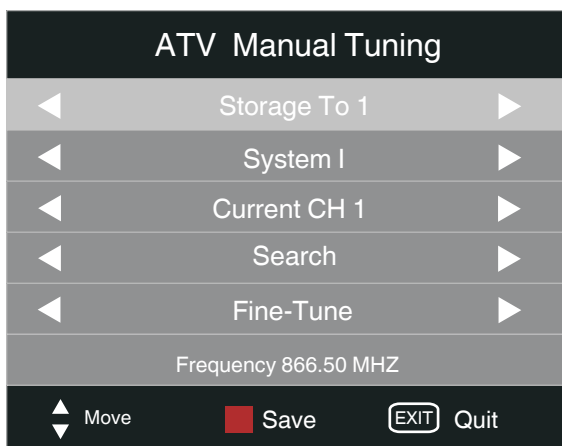 ATV Manual Tuning
Storage To 1
System I
Current CH 1
Search
Fine-Tune
Frequency 866.50 MHZ
Move Save EXIT Quit